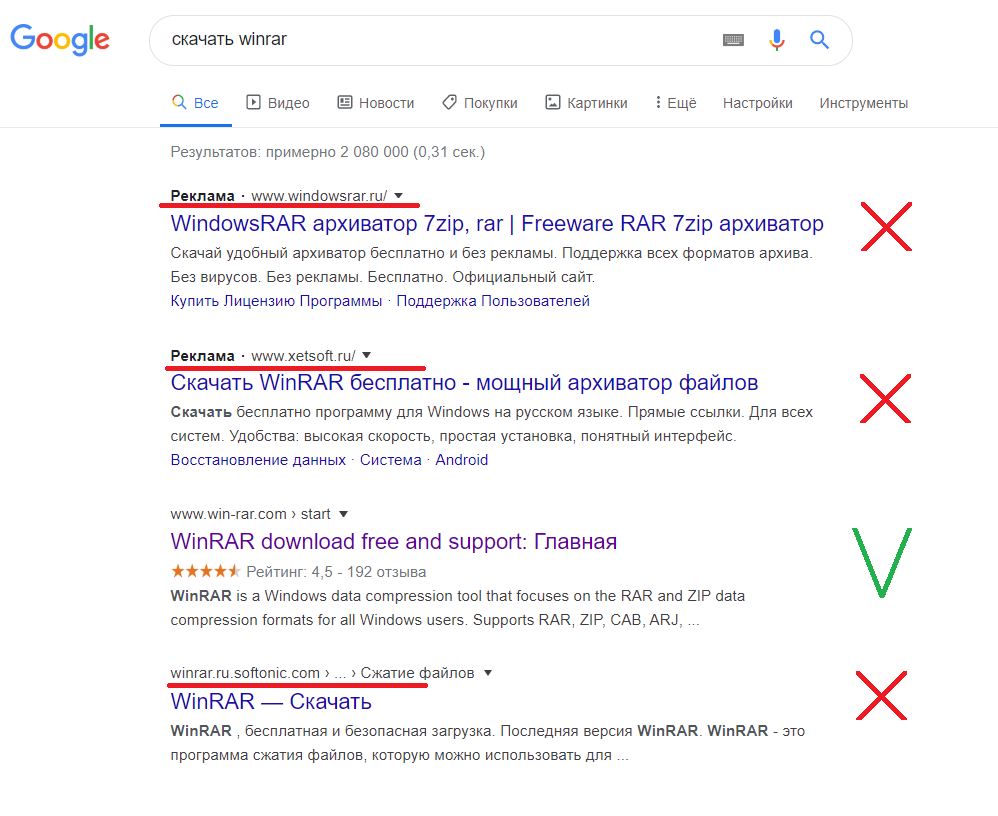 Google
скачать winrar
Все Видео Новости Покупки Картинки Ещё Настройки Инструменты
Результатов: примерно 2 080 000 (0,31 сек.)
Реклама · www.windowsrar.ru/
WindowsRAR архиватор 7zip, rar | Freeware RAR 7zip архиватор
Скачай удобный архиватор бесплатно и без рекламы. Поддержка всех форматов архива.
Без вирусов. Без рекламы. Бесплатно. Официальный сайт.
Купить Лицензию Программы · Поддержка Пользователей
Реклама · www.xetsoft.ru/
Скачать WinRAR бесплатно - мощный архиватор файлов
Скачать бесплатно программу для Windows на русском языке. Прямые ссылки. Для всех
систем. Удобства: высокая скорость, простая установка, понятный интерфейс.
Восстановление данных · Система · Android
www.win-rar.com › start
WinRAR download free and support: Главная
Рейтинг: 4,5 - 192 отзыва
WinRAR is a Windows data compression tool that focuses on the RAR and ZIP data
compression formats for all Windows users. Supports RAR, ZIP, CAB, ARJ, ...
winrar.ru.softonic.com › ... › Сжатие файлов
WinRAR — Скачать
WinRAR , бесплатная и безопасная загрузка. Последняя версия WinRAR. WinRAR - это
программа сжатия файлов, которую можно использовать для ...